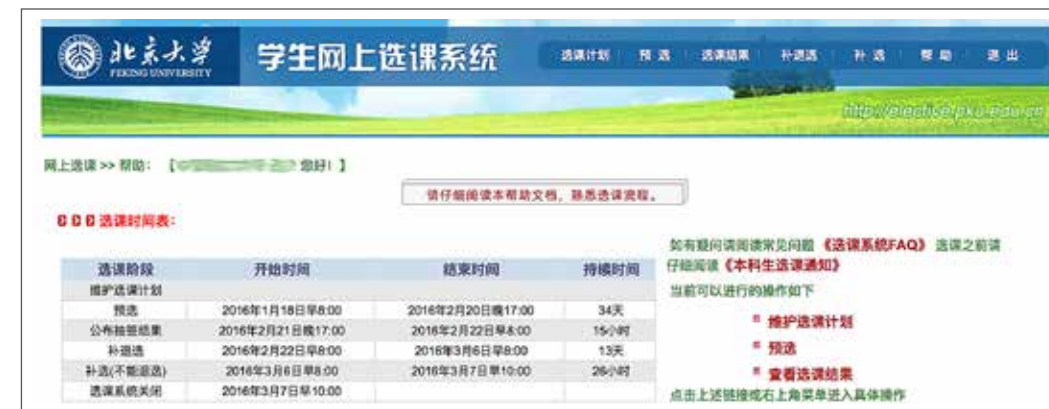 北京大学
PEKING UNIVERSITY
学生网上选课系统
选课计划 预选 选课结果 补退选 补选 帮助 退出
http://elective.pku.edu.cn
网上选课 >> 帮助: 【 您好! 】
请仔细阅读本帮助文档,熟悉选课流程。
选课时间表:
选课阶段 开始时间 结束时间 持续时间
维护选课计划
预选 2016年1月18日早8:00 2016年2月20日晚17:00 34天
公布抽签结果 2016年2月21日晚17:00 2016年2月22日早8:00 15小时
补退选 2016年2月22日早8:00 2016年3月6日早8:00 13天
补选(不能退选) 2016年3月6日早8:00 2016年3月7日早10:00 26小时
选课系统关闭 2016年3月7日早10:00
如有疑问请阅读常见问题 《选课系统FAQ》 选课之前请
仔细阅读《本科生选课通知》
当前可以进行的操作如下
维护选课计划
预选
查看选课结果
点击上述链接或右上角菜单进入具体操作